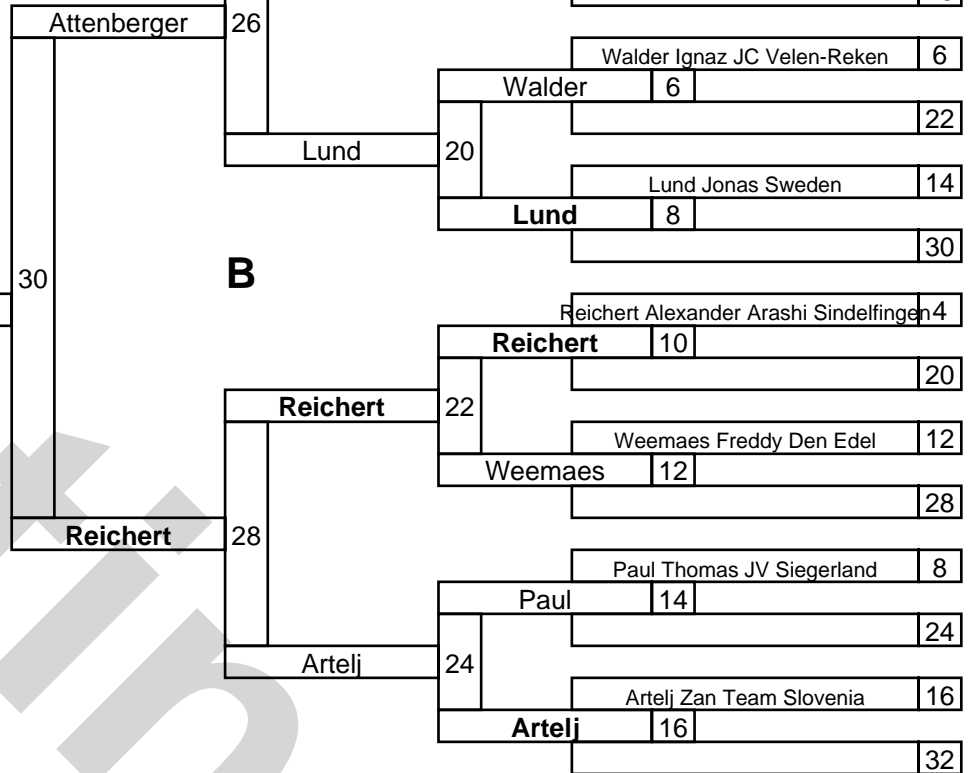 Attenberger 26
Walder Ignaz JC Velen-Reken 6
Walder 6
22
Lund 20
Lund Jonas Sweden 14
Lund 8
30
B
30
Reichert Alexander Arashi Sindelfingen 4
Reichert 10
20
Reichert 22
Weemaes Freddy Den Edel 12
Weemaes 12
28
Reichert 28
Paul Thomas JV Siegerland 8
Paul 14
24
Artelj 24
Artelj Zan Team Slovenia 16
Artelj 16
32